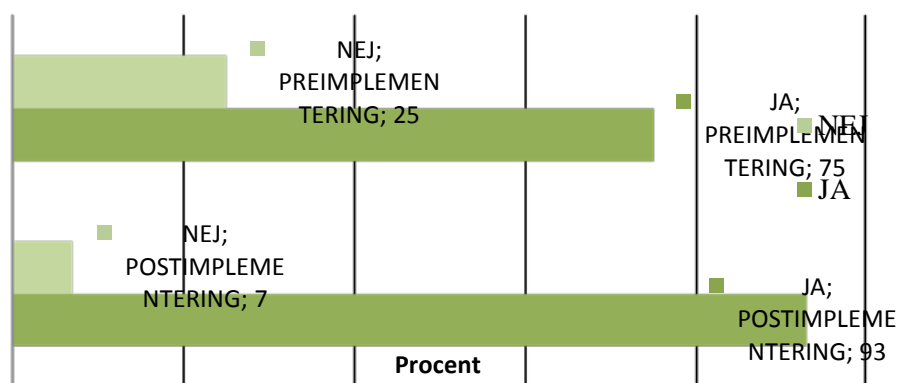 NEJ;
PREIMPLEMEN
TERING; 25
JA;
PREIMPLEMEN
TERING; 75
NEJ
JA
NEJ;
POSTIMPLEME
NTERING; 7
JA;
POSTIMPLEME
NTERING; 93
Procent